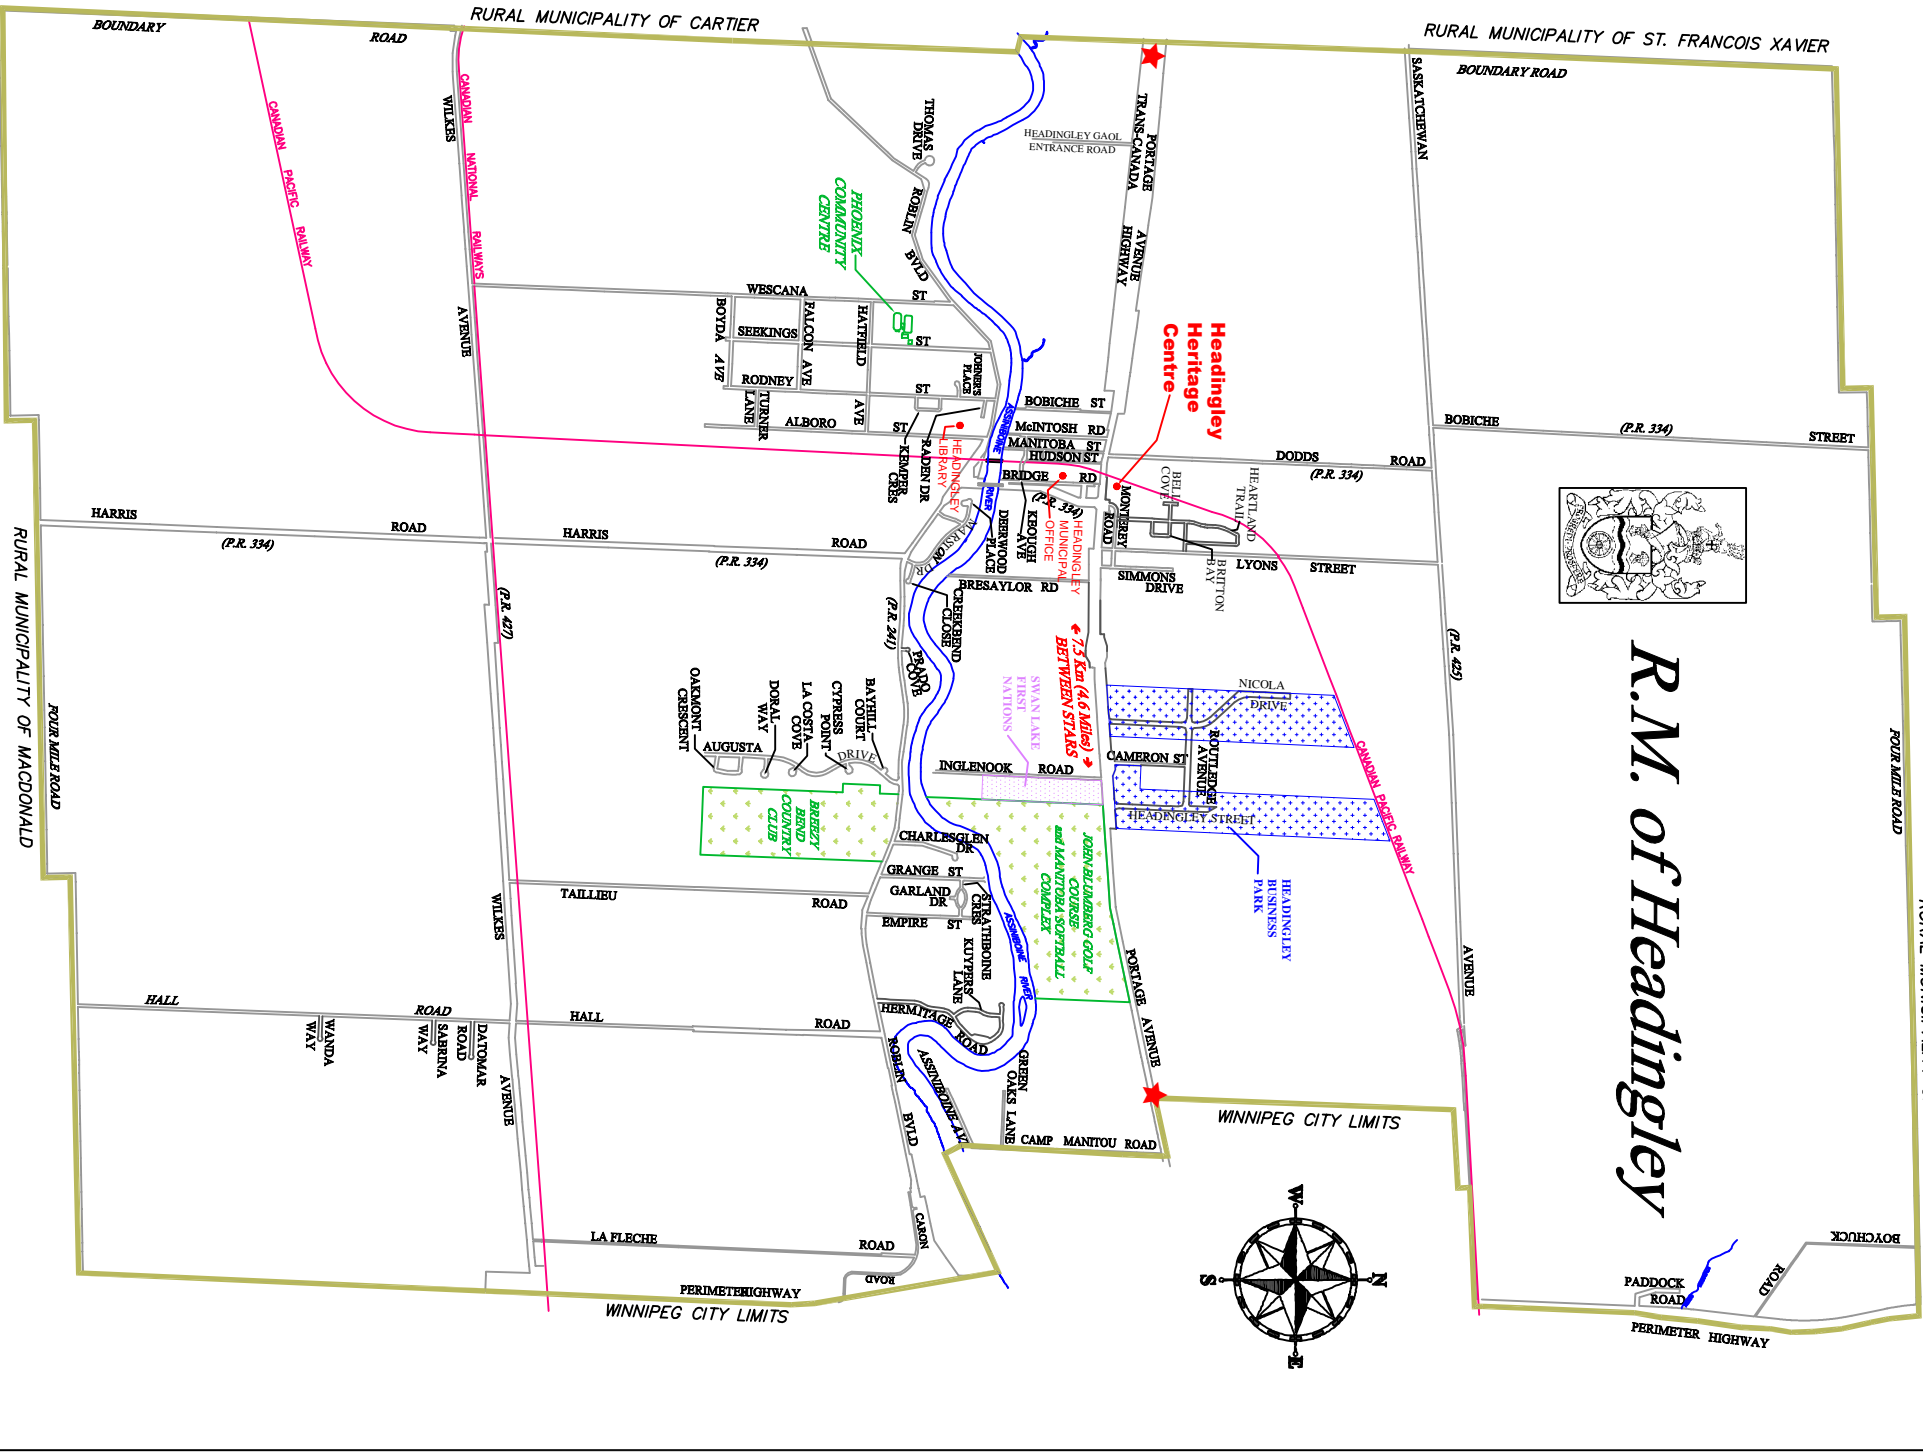 RURAL MUNICIPALITY OF CARTIER
RURAL MUNICIPALITY OF ST. FRANCOIS XAVIER
BOUNDARY ROAD
BOUNDARY ROAD
SASKATCHEWAN
AVENUE
(P.R. 425)
CANADIAN PACIFIC RAILWAY
CANADIAN NATIONAL RAILWAYS
WILKES
AVENUE
THOMAS
DRIVE
ROBLIN BVLD
HEADINGLEY GAOL
ENTRANCE ROAD
PORTAGE AVENUE
TRANS-CANADA HIGHWAY
PHOENIX
COMMUNITY
CENTRE
WESCANA ST
SEEKINGS ST
RODNEY ST
ALBORO ST
BOYDA AVE
FALCON AVE
HATFIELD AVE
TURNER
LANE
JOHNER'S
PLACE
KEMPER
CRES
RADEN DR
HEADINGLEY
LIBRARY
ASSINIBOINE RIVER
BOBICHE ST
McINTOSH RD
MANITOBA ST
HUDSON ST
BRIDGE RD
(P.R. 334)
KEOUGH
AVE
DEERWOOD
PLACE
HEADINGLEY
MUNICIPAL
OFFICE
Headingley
Heritage
Centre
DODDS ROAD
(P.R. 334)
BOBICHE STREET
(P.R. 334)
MONTEREY
ROAD
BELL
COVE
HEARTLAND
TRAIL
BRITTON
BAY
LYONS STREET
SIMMONS
DRIVE
BRESAYLOR RD
CREEKBEND
CLOSE
HARRIS ROAD
(P.R. 334)
HARRIS ROAD
(P.R. 334)
(P.R. 427)
(P.R. 241)
PRADO
COVE
7.5 Km (4.6 Miles)
BETWEEN STARS
SWAN LAKE
FIRST
NATIONS
NICOLA
DRIVE
ROUTLEDGE
AVENUE
CAMERON ST
HEADINGLEY STREET
HEADINGLEY
BUSINESS
PARK
CANADIAN PACIFIC RAILWAY
INGLENOOK ROAD
BAYHILL
COURT
CYPRESS
POINT
LA COSTA
COVE
DORAL
WAY
OAKMONT
CRESCENT
AUGUSTA DRIVE
BREEZY
BEND
COUNTRY
CLUB
JOHN BLUMBERG GOLF
COURSE
and MANITOBA SOFTBALL
COMPLEX
CHARLESGLEN
DR
GRANGE ST
GARLAND
DR
EMPIRE ST
STRATHBOINE
CRES
KUYPERS
LANE
HERMITAGE ROAD
ASSINIBOINE RIVER
PORTAGE AVENUE
TAILLIEU ROAD
WILKES
AVENUE
HALL ROAD
HALL ROAD
WANDA
WAY
SABRINA
WAY
DATOMAR
ROAD
ROBLIN BVLD
GREEN
OAKS LANE
CAMP MANITOU ROAD
WINNIPEG CITY LIMITS
LA FLECHE ROAD
CARON
ROAD
PERIMETER HIGHWAY
WINNIPEG CITY LIMITS
BOYCHUCK
ROAD
PADDOCK
ROAD
PERIMETER HIGHWAY
FOUR MILE ROAD
FOUR MILE ROAD
RURAL MUNICIPALITY OF MACDONALD
R.M. of Headingley
N
E
S
W